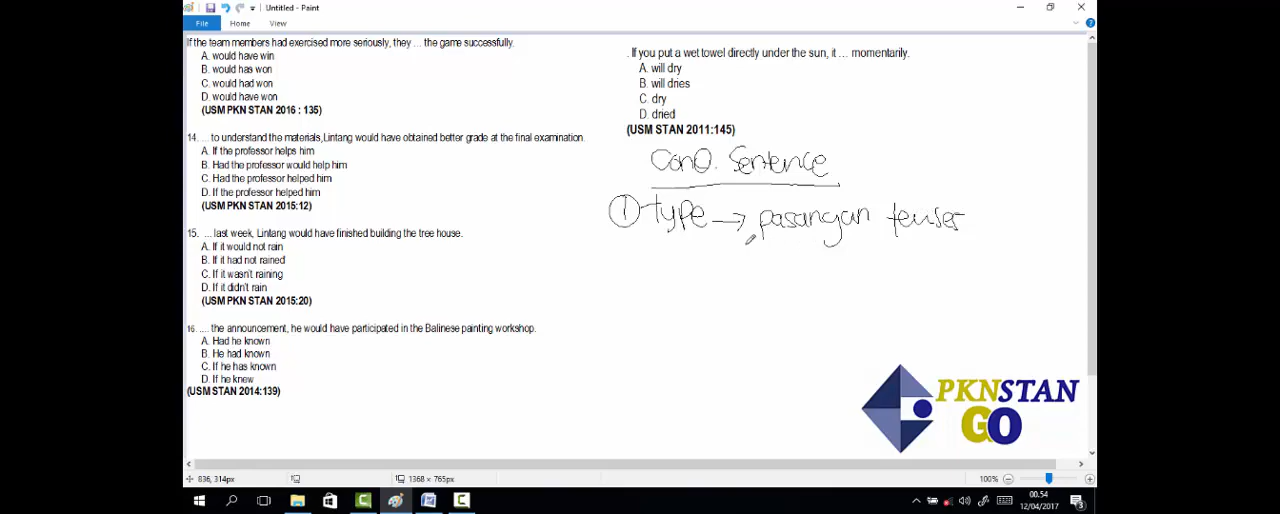 Untitled - Paint
File Home View
If the team members had exercised more seriously, they ... the game successfully.
A. would have win
B. would has won
C. would had won
D. would have won
(USM PKN STAN 2016 : 135)
14. ... to understand the materials,Lintang would have obtained better grade at the final examination.
A. If the professor helps him
B. Had the professor would help him
C. Had the professor helped him
D. If the professor helped him
(USM PKN STAN 2015:12)
15. ... last week, Lintang would have finished building the tree house.
A. If it would not rain
B. If it had not rained
C. If it wasn't raining
D. If it didn't rain
(USM PKN STAN 2015:20)
16. .... the announcement, he would have participated in the Balinese painting workshop.
A. Had he known
B. He had known
C. If he has known
D. If he knew
(USM STAN 2014:139)
. If you put a wet towel directly under the sun, it ... momentarily.
A. will dry
B. will dries
C. dry
D. dried
(USM STAN 2011:145)
Cond. Sentence
1 type → pasangan tenses
PKNSTAN
GO
836, 314px
1368 × 765px
100%
00.54
12/04/2017